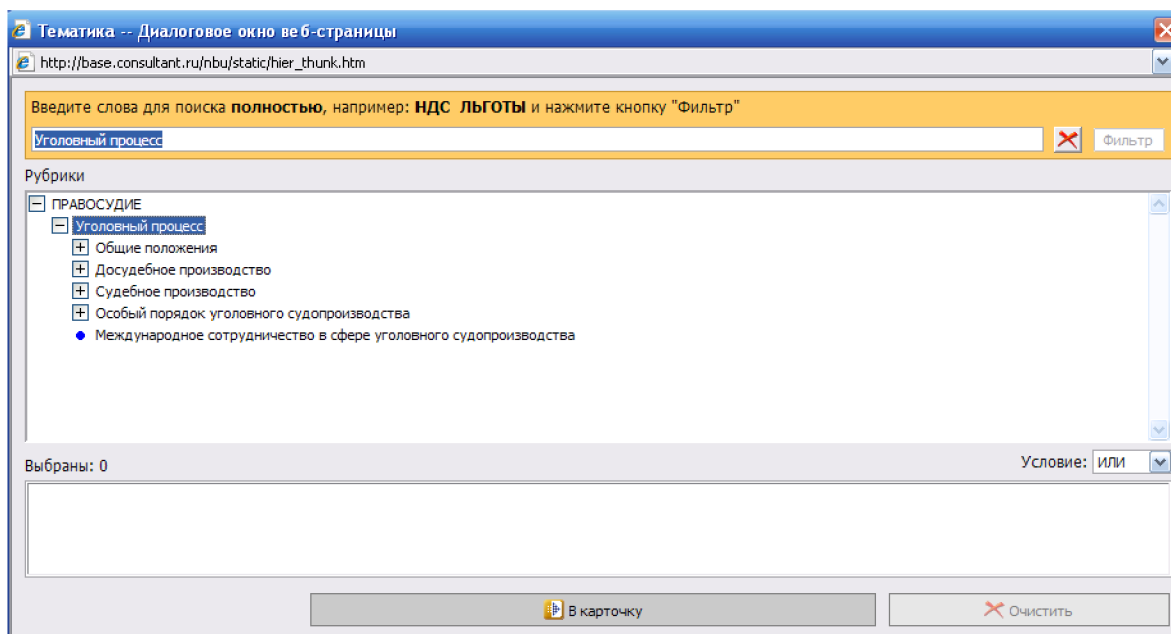 Тематика -- Диалоговое окно веб-страницы
http://base.consultant.ru/nbu/static/hier_thunk.htm
Введите слова для поиска полностью, например: НДС ЛЬГОТЫ и нажмите кнопку "Фильтр"
Уголовный процесс
Фильтр
Рубрики
ПРАВОСУДИЕ
Уголовный процесс
Общие положения
Досудебное производство
Судебное производство
Особый порядок уголовного судопроизводства
Международное сотрудничество в сфере уголовного судопроизводства
Выбраны: 0
Условие: ИЛИ
В карточку
Очистить